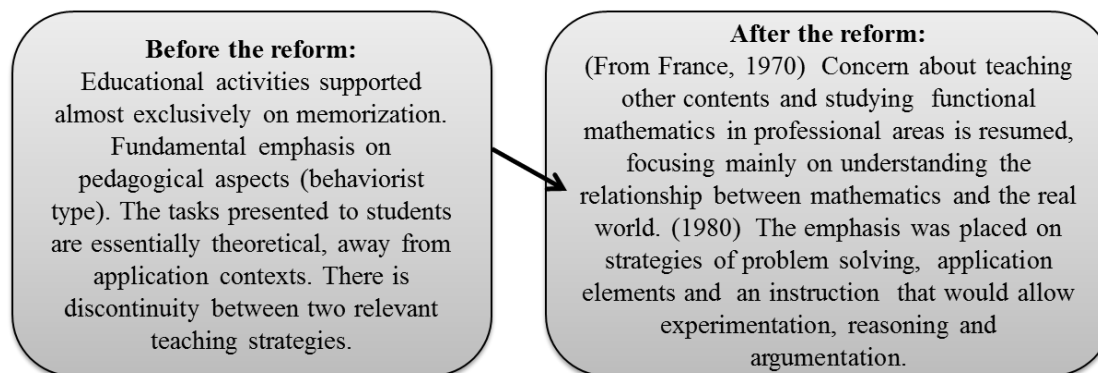 Before the reform:
Educational activities supported
almost exclusively on memorization.
Fundamental emphasis on
pedagogical aspects (behaviorist
type). The tasks presented to students
are essentially theoretical, away from
application contexts. There is
discontinuity between two relevant
teaching strategies.
After the reform:
(From France, 1970) Concern about teaching
other contents and studying functional
mathematics in professional areas is resumed,
focusing mainly on understanding the
relationship between mathematics and the real
world. (1980) The emphasis was placed on
strategies of problem solving, application
elements and an instruction that would allow
experimentation, reasoning and
argumentation.